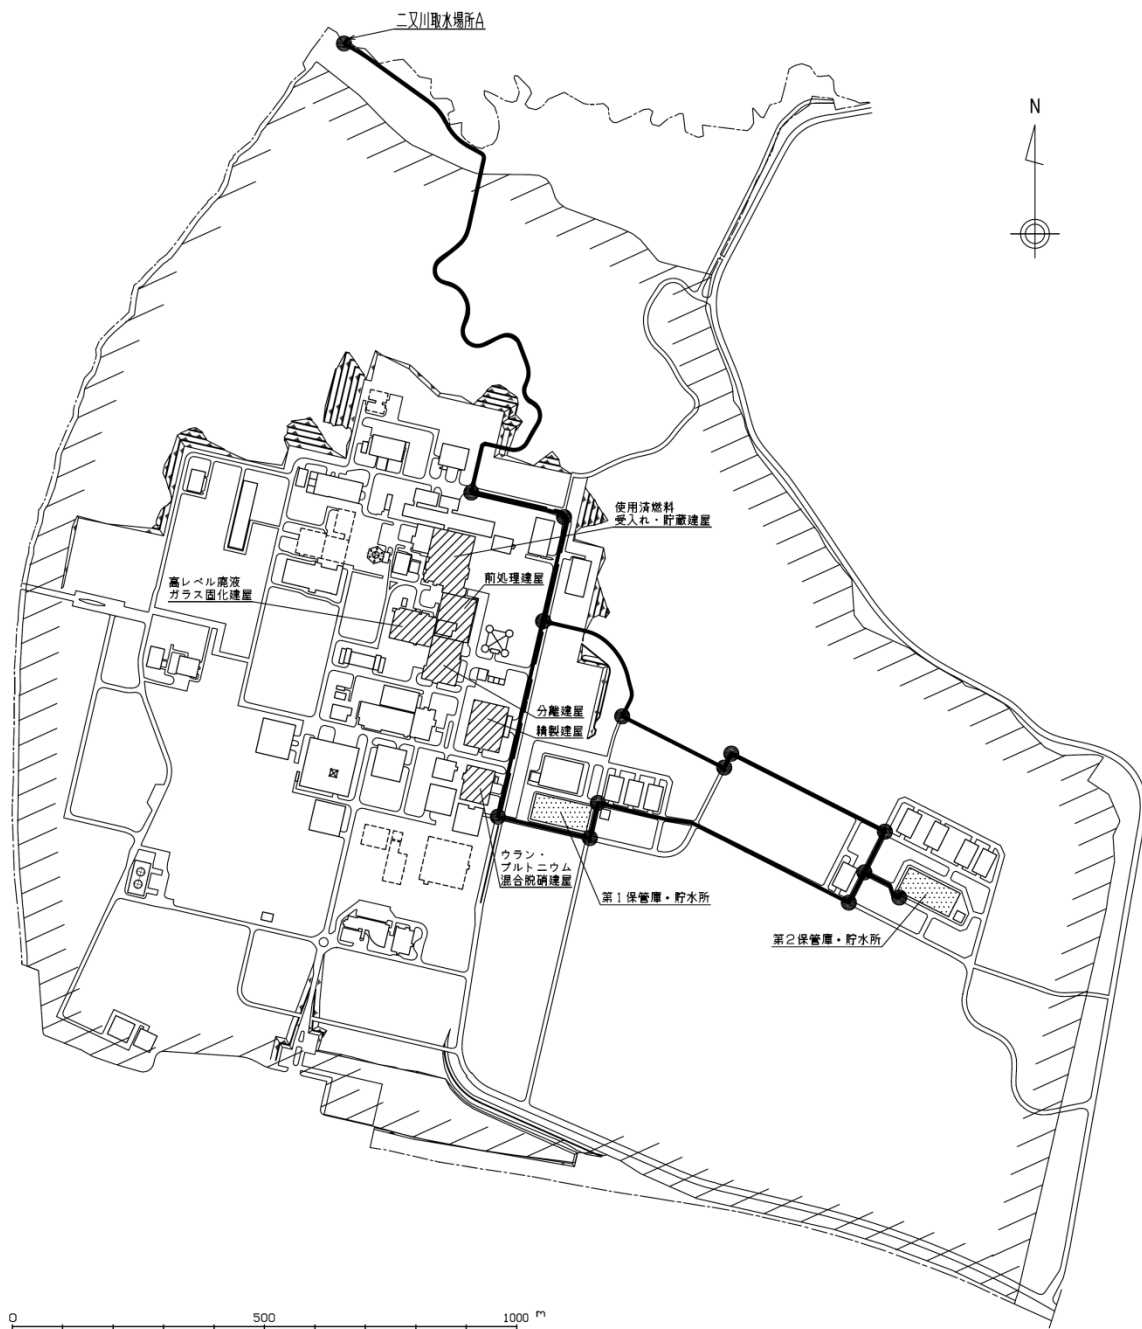 二又川取水場所A
N
使用済燃料
受入れ・貯蔵建屋
前処理建屋
高レベル廃液
ガラス固化建屋
分離建屋
精製建屋
ウラン・
プルトニウム
混合脱硝建屋
第1保管庫・貯水所
第2保管庫・貯水所
0 500 1000 m